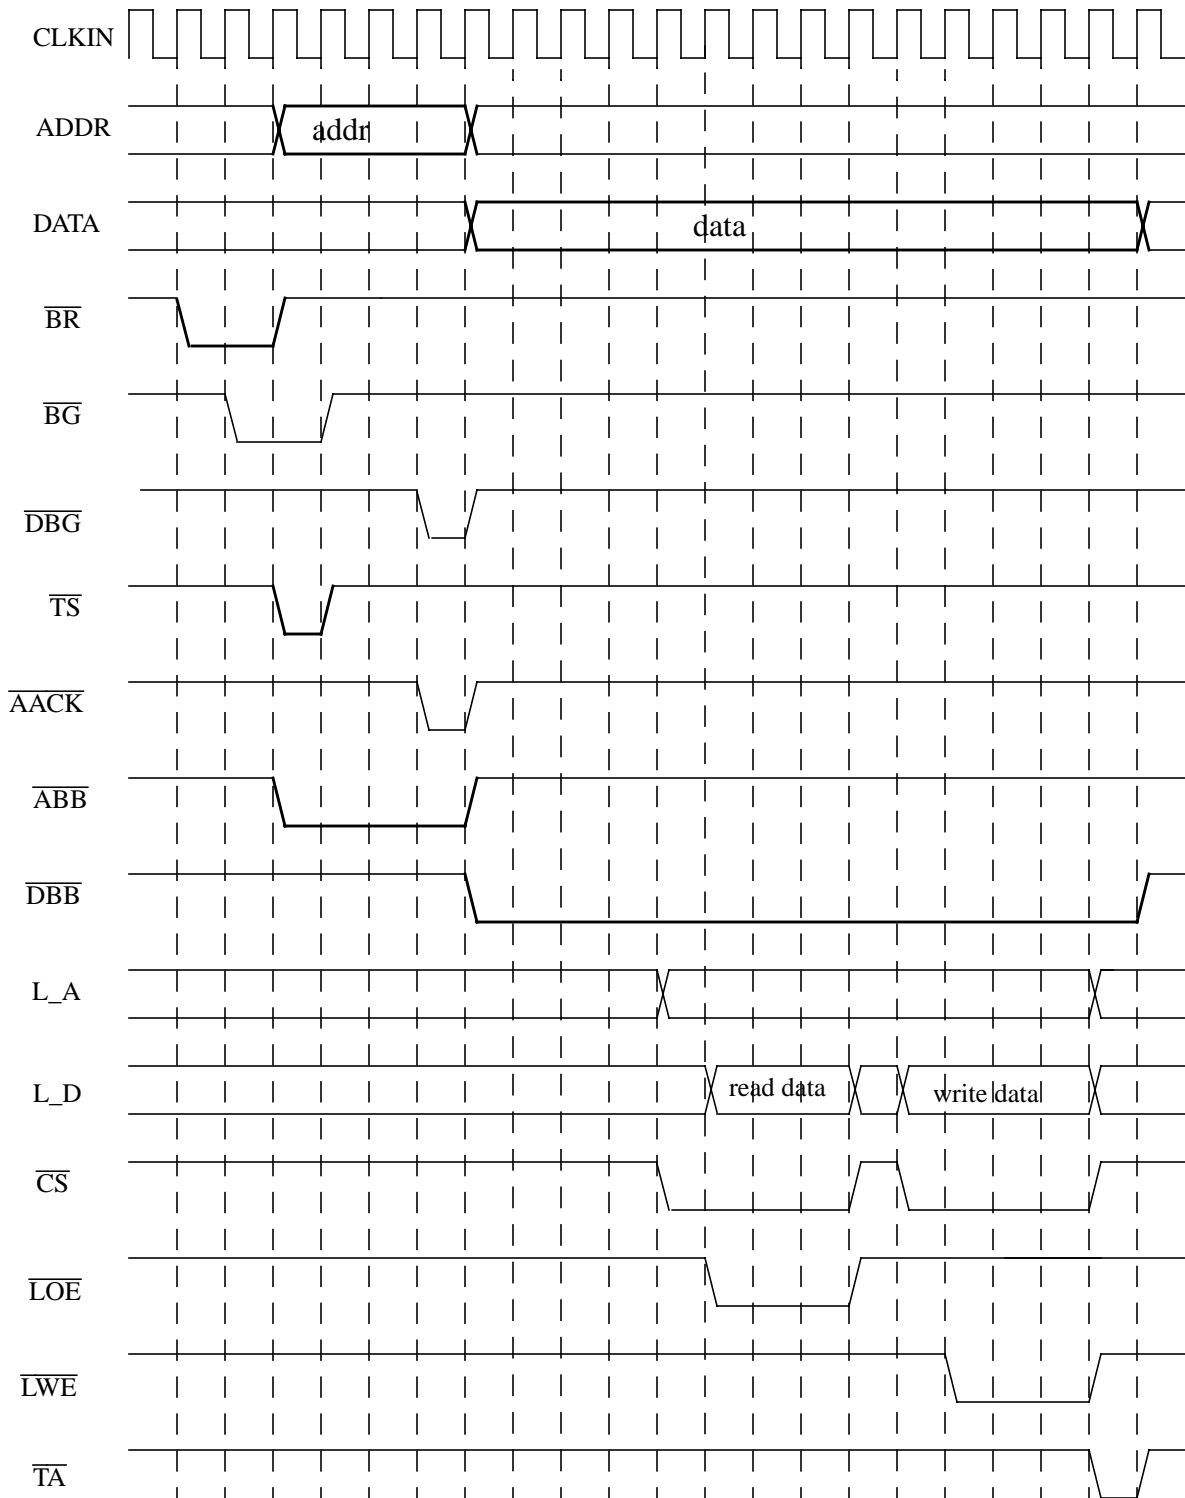 CLKIN
ADDR addr
DATA data
BR
BG
DBG
TS
AACK
ABB
DBB
L_A
L_D read data write data
CS
LOE
LWE
TA